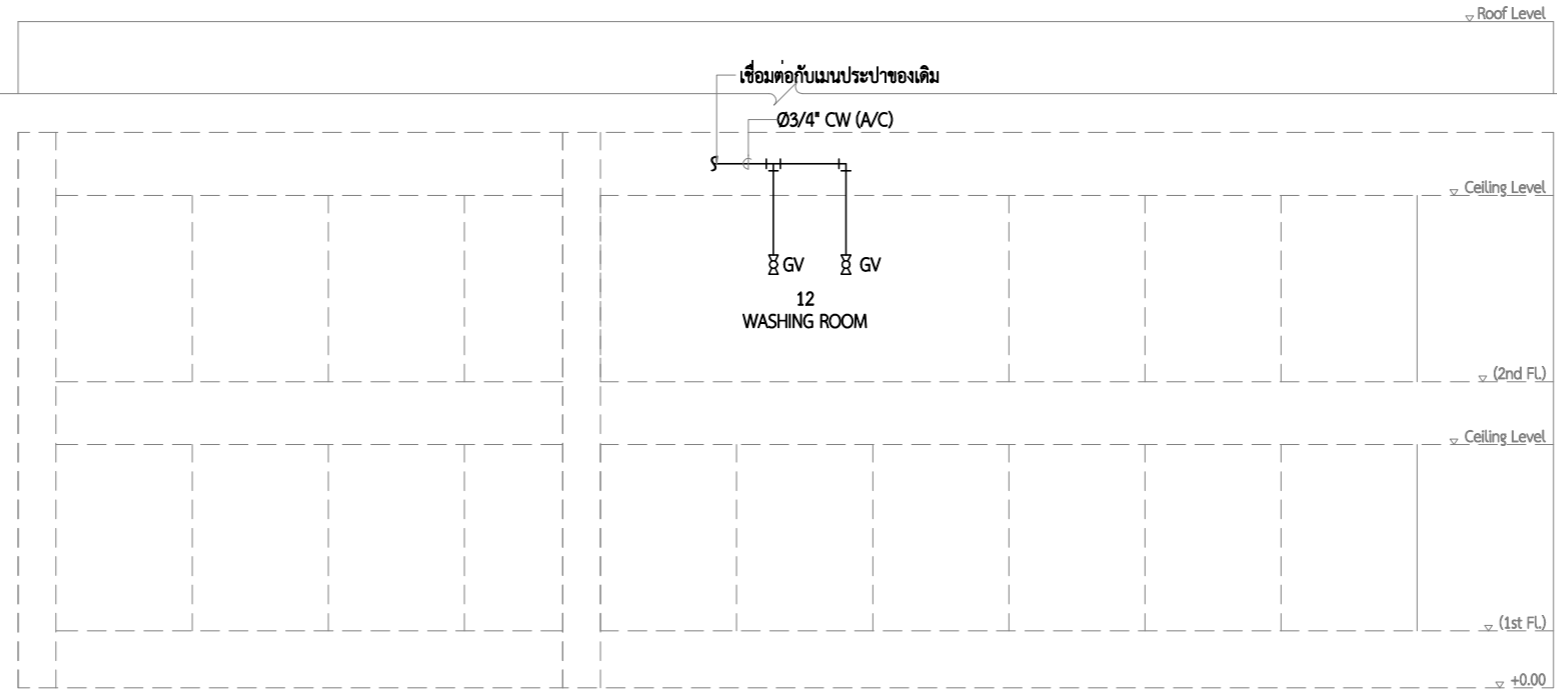 Roof Level
เชื่อมต่อกับเมนประปาของเดิม
Ø3/4" CW (A/C)
Ceiling Level
GV GV
12
WASHING ROOM
(2nd Fl.)
Ceiling Level
(1st Fl.)
+0.00